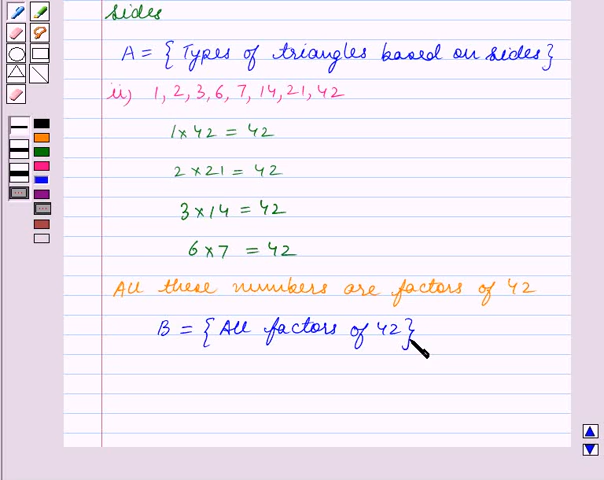 sides
A = { Types of triangles based on sides }
ii) 1, 2, 3, 6, 7, 14, 21, 42
1 × 42 = 42
2 × 21 = 42
3 × 14 = 42
6 × 7 = 42
All these numbers are factors of 42
B = { All factors of 42 }